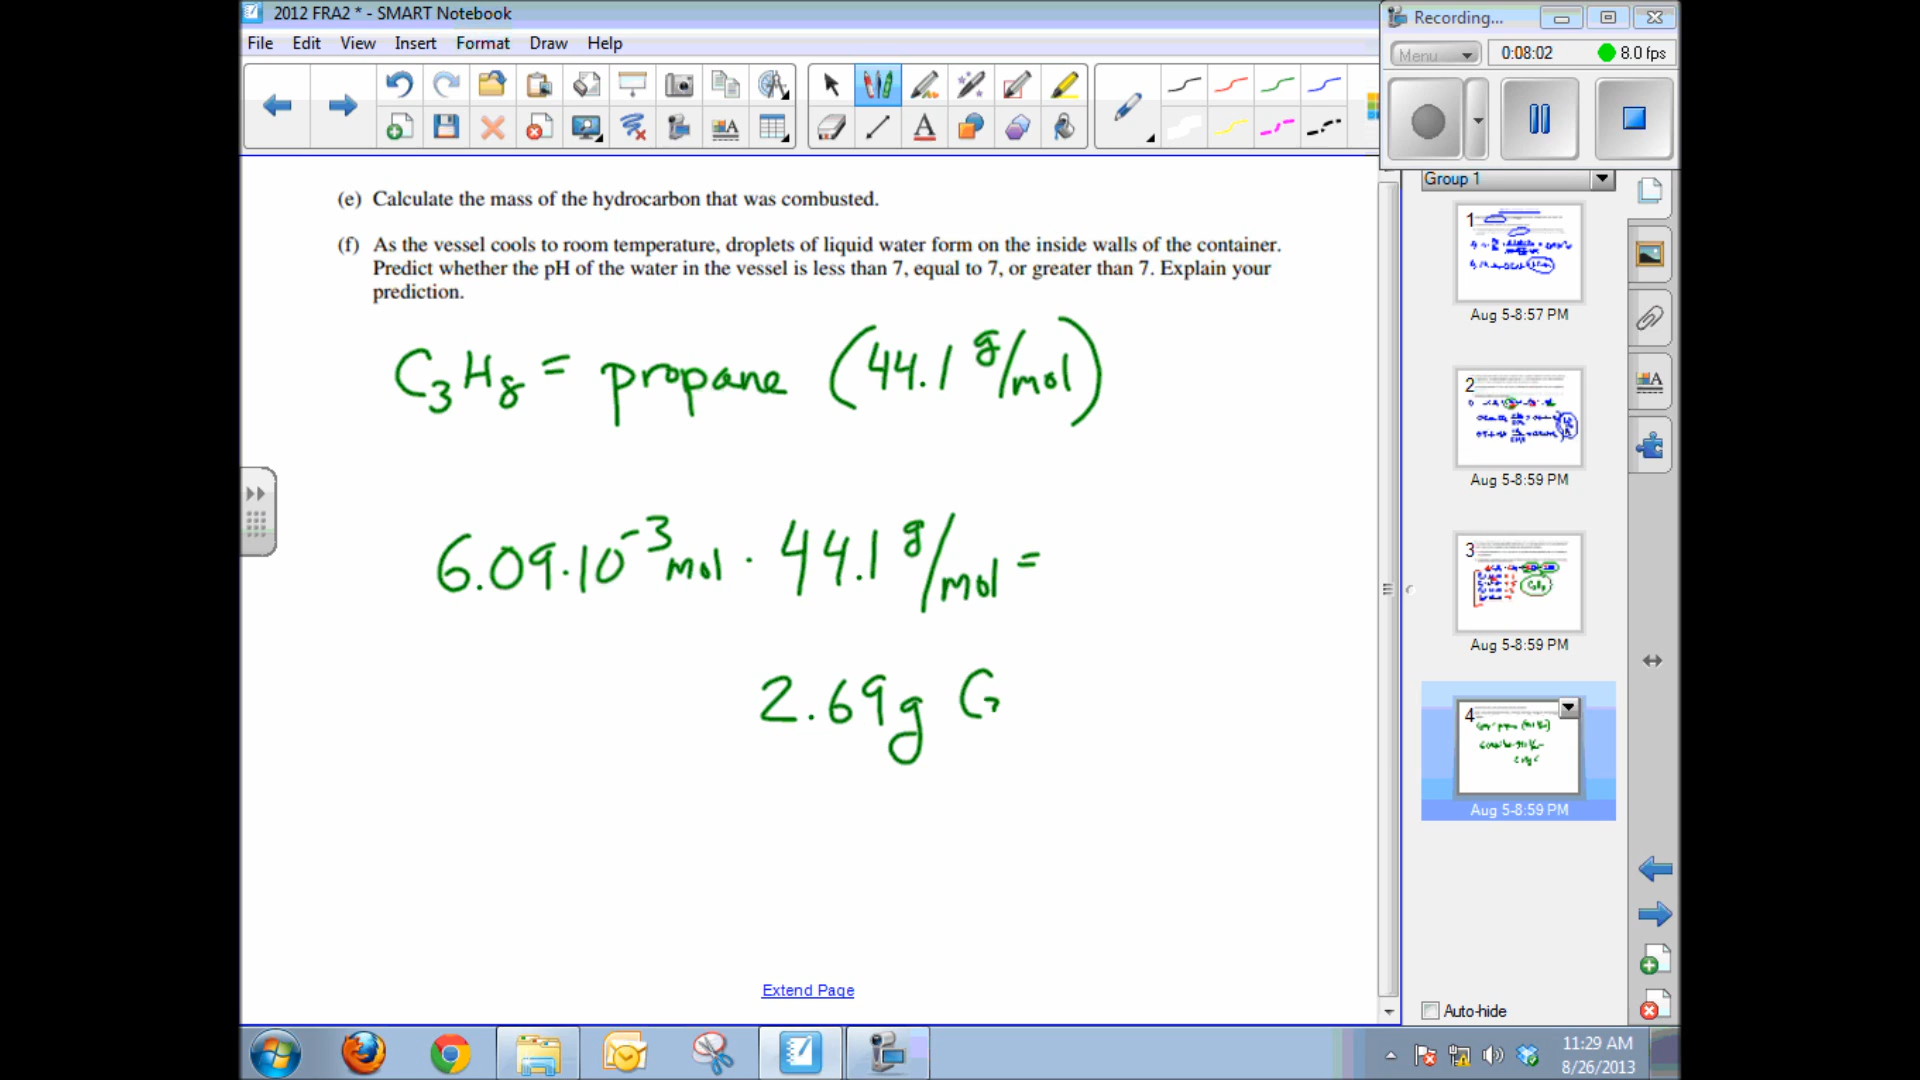 2012 FRA2 * - SMART Notebook
Recording...
File Edit View Insert Format Draw Help
Menu
0:08:02
8.0 fps
Group 1
(e) Calculate the mass of the hydrocarbon that was combusted.
(f) As the vessel cools to room temperature, droplets of liquid water form on the inside walls of the container.
Predict whether the pH of the water in the vessel is less than 7, equal to 7, or greater than 7. Explain your
prediction.
C₃H₈ = propane (44.1 g/mol)
6.09·10⁻³ mol · 44.1 g/mol =
2.69g C
1
Aug 5-8:57 PM
2
Aug 5-8:59 PM
3
Aug 5-8:59 PM
4
Aug 5-8:59 PM
Extend Page
Auto-hide
11:29 AM
8/26/2013